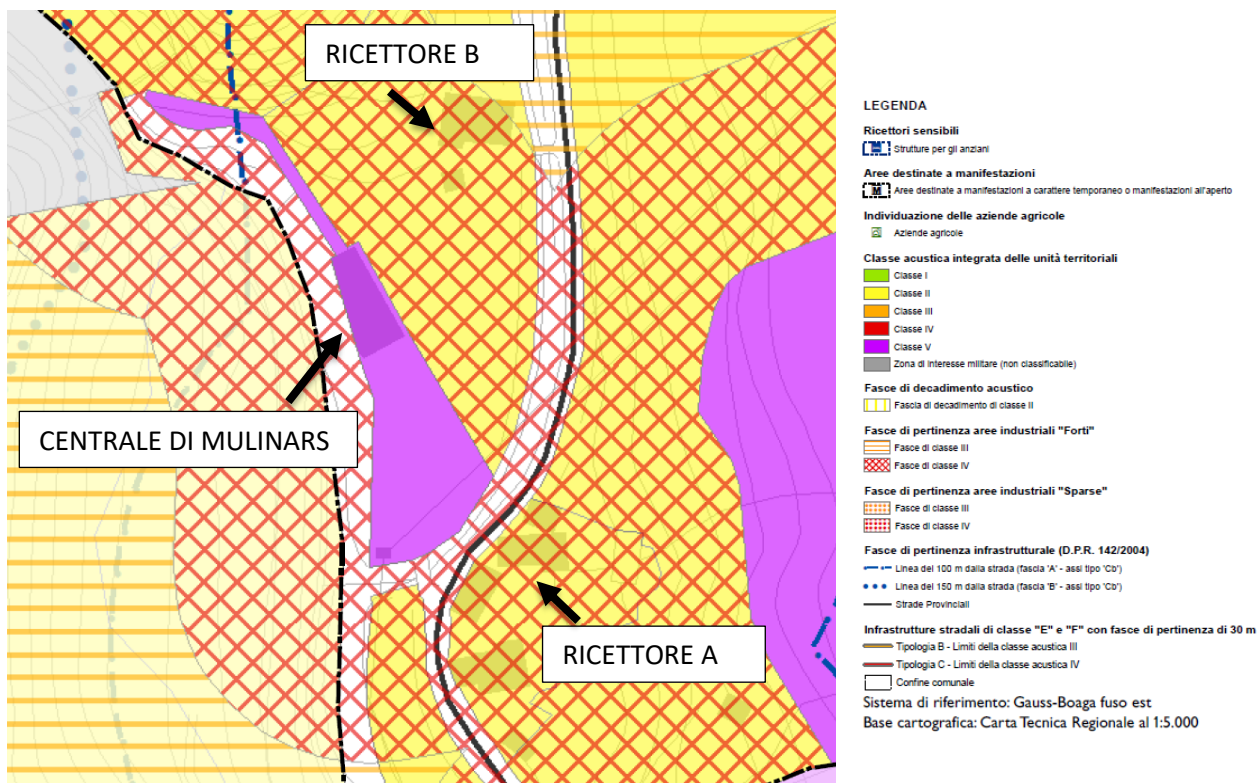 RICETTORE B
CENTRALE DI MULINARS
RICETTORE A
LEGENDA
Ricettori sensibili
Strutture per gli anziani
Aree destinate a manifestazioni
M Aree destinate a manifestazioni a carattere temporaneo o manifestazioni all'aperto
Individuazione delle aziende agricole
Aziende agricole
Classe acustica integrata delle unità territoriali
Classe I
Classe II
Classe III
Classe IV
Classe V
Zona di interesse militare (non classificabile)
Fasce di decadimento acustico
Fascia di decadimento di classe II
Fasce di pertinenza aree industriali "Forti"
Fasce di classe III
Fasce di classe IV
Fasce di pertinenza aree industriali "Sparse"
Fasce di classe III
Fasce di classe IV
Fasce di pertinenza infrastrutturale (D.P.R. 142/2004)
Linea dei 100 m dalla strada (fascia 'A' - assi tipo 'Cb')
Linea dei 150 m dalla strada (fascia 'B' - assi tipo 'Cb')
Strade Provinciali
Infrastrutture stradali di classe "E" e "F" con fasce di pertinenza di 30 m
Tipologia B - Limiti della classe acustica III
Tipologia C - Limiti della classe acustica IV
Confine comunale
Sistema di riferimento: Gauss-Boaga fuso est
Base cartografica: Carta Tecnica Regionale al 1:5.000